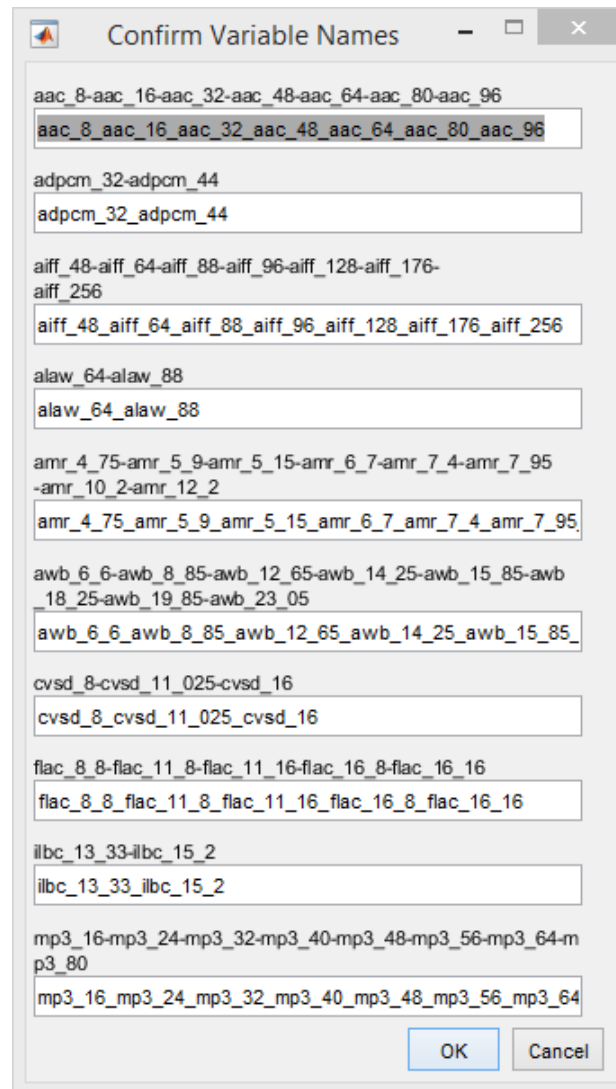 Confirm Variable Names
aac_8-aac_16-aac_32-aac_48-aac_64-aac_80-aac_96
aac_8_aac_16_aac_32_aac_48_aac_64_aac_80_aac_96
adpcm_32-adpcm_44
adpcm_32_adpcm_44
aiff_48-aiff_64-aiff_88-aiff_96-aiff_128-aiff_176-
aiff_256
aiff_48_aiff_64_aiff_88_aiff_96_aiff_128_aiff_176_aiff_256
alaw_64-alaw_88
alaw_64_alaw_88
amr_4_75-amr_5_9-amr_5_15-amr_6_7-amr_7_4-amr_7_95
-amr_10_2-amr_12_2
amr_4_75_amr_5_9_amr_5_15_amr_6_7_amr_7_4_amr_7_95_
awb_6_6-awb_8_85-awb_12_65-awb_14_25-awb_15_85-awb
_18_25-awb_19_85-awb_23_05
awb_6_6_awb_8_85_awb_12_65_awb_14_25_awb_15_85_
cvsd_8-cvsd_11_025-cvsd_16
cvsd_8_cvsd_11_025_cvsd_16
flac_8_8-flac_11_8-flac_11_16-flac_16_8-flac_16_16
flac_8_8_flac_11_8_flac_11_16_flac_16_8_flac_16_16
ilbc_13_33-ilbc_15_2
ilbc_13_33_ilbc_15_2
mp3_16-mp3_24-mp3_32-mp3_40-mp3_48-mp3_56-mp3_64-m
p3_80
mp3_16_mp3_24_mp3_32_mp3_40_mp3_48_mp3_56_mp3_64
OK Cancel